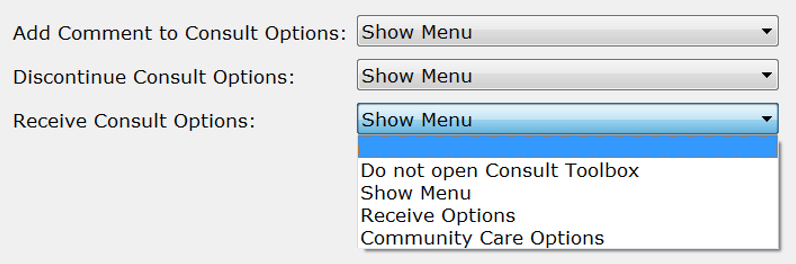 Add Comment to Consult Options: Show Menu
Discontinue Consult Options: Show Menu
Receive Consult Options: Show Menu
Do not open Consult Toolbox
Show Menu
Receive Options
Community Care Options